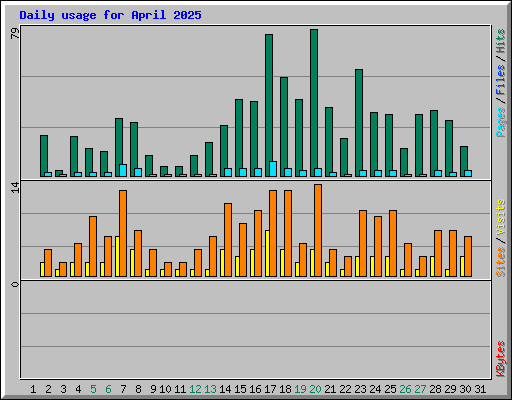 Daily usage for April 2025
79
14
0
Pages / Files / Hits
Sites / Visits
KBytes
1 2 3 4 5 6 7 8 9 10 11 12 13 14 15 16 17 18 19 20 21 22 23 24 25 26 27 28 29 30 31